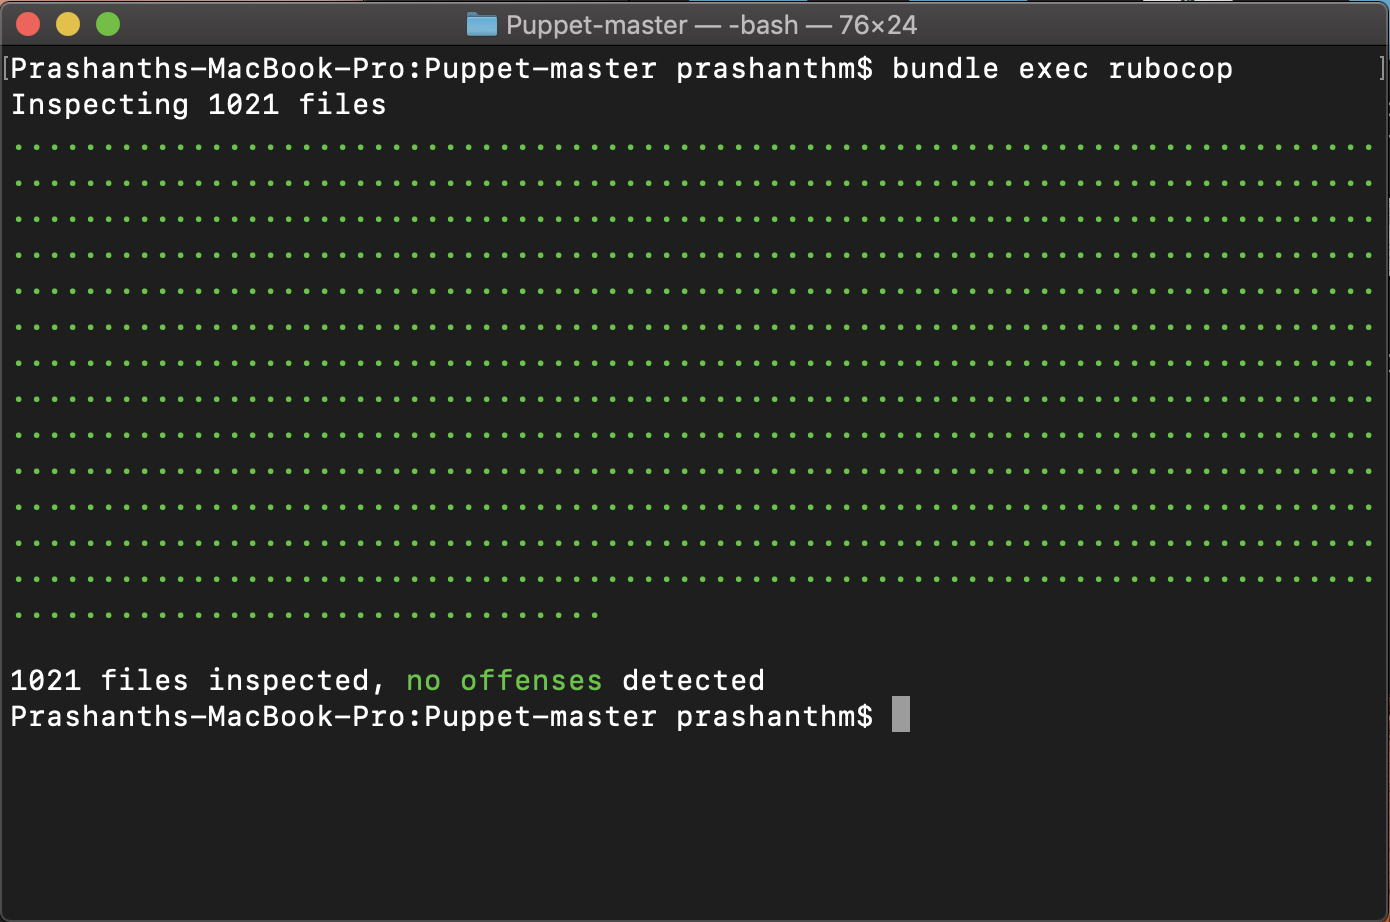 Puppet-master — -bash — 76×24
[Prashanths-MacBook-Pro:Puppet-master prashanthm$ bundle exec rubocop ]
Inspecting 1021 files
............................................................................
............................................................................
............................................................................
............................................................................
............................................................................
............................................................................
............................................................................
............................................................................
............................................................................
............................................................................
............................................................................
............................................................................
............................................................................
.................................
1021 files inspected, no offenses detected
Prashanths-MacBook-Pro:Puppet-master prashanthm$